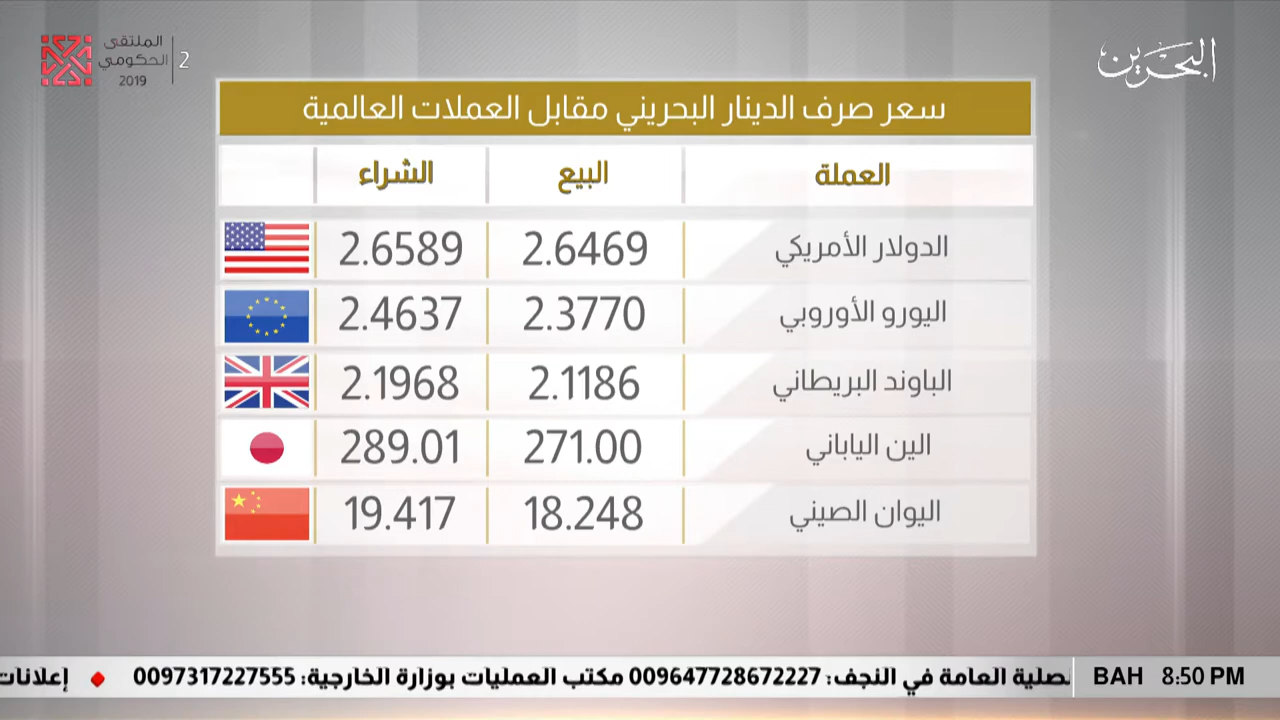 الملتقى
الحكومي
2019
2
البحرين
سعر صرف الدينار البحريني مقابل العملات العالمية
العملة البيع الشراء
الدولار الأمريكي 2.6469 2.6589
اليورو الأوروبي 2.3770 2.4637
الباوند البريطاني 2.1186 2.1968
الين الياباني 271.00 289.01
اليوان الصيني 18.248 19.417
BAH 8:50 PM
العامة في النجف: 009647728672227 مكتب العمليات بوزارة الخارجية: 0097317227555 إعلانات